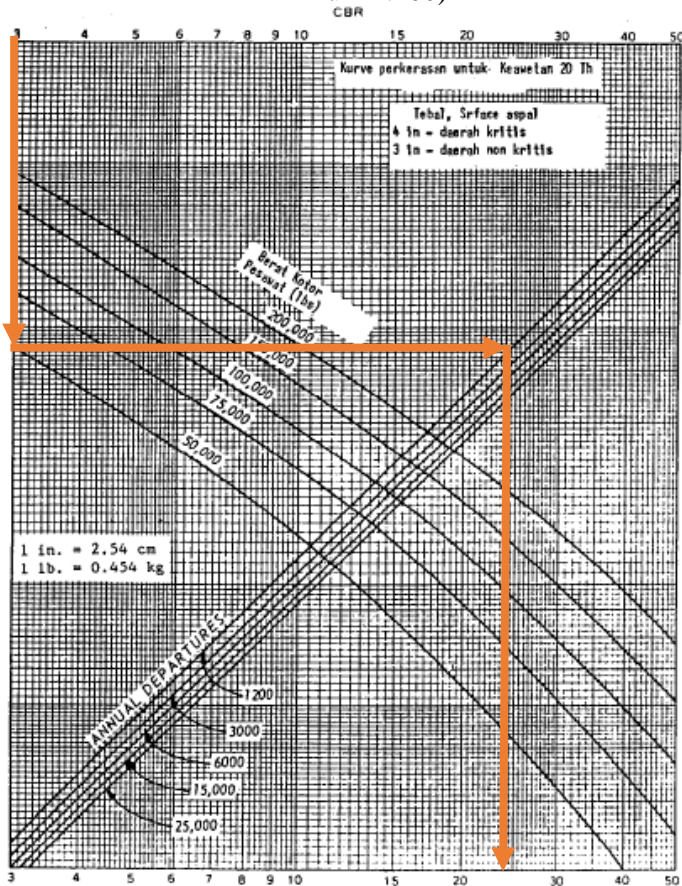 CBR
3 4 5 6 7 8 9 10 15 20 30 40 50
Kurve perkerasan untuk Keawetan 20 Th
Tebal, Srface aspal
4 in - daerah kritis
3 in - daerah non kritis
Berat Kotor
Pesawat (lbs)
200,000
100,000
75,000
50,000
1 in. = 2.54 cm
1 lb. = 0.454 kg
ANNUAL DEPARTURES
1200
3000
6000
15,000
25,000
3 4 5 6 7 8 9 10 15 20 30 40 50